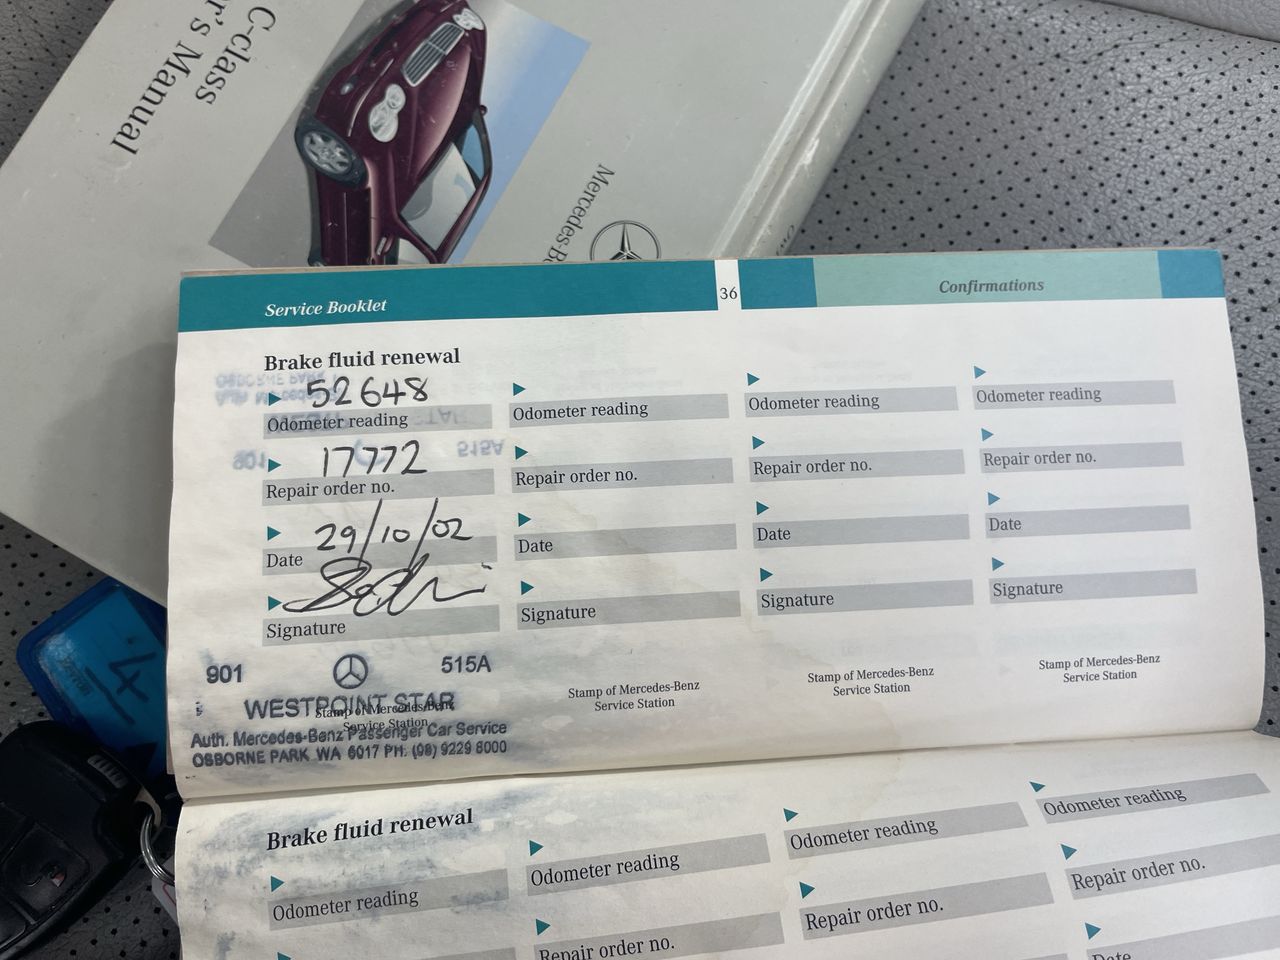 C-class
r's Manual
Mercedes-Be
Service Booklet
36
Confirmations
Brake fluid renewal
52648
Odometer reading
17772
Repair order no.
29/10/02
Date
Signature
901 515A
WESTPOINT STAR
Stamp of Mercedes-Benz
Service Station
Auth. Mercedes-Benz Passenger Car Service
OSBORNE PARK WA 6017 PH: (08) 9229 8000
Odometer reading
Repair order no.
Date
Signature
Stamp of Mercedes-Benz
Service Station
Odometer reading
Repair order no.
Date
Signature
Stamp of Mercedes-Benz
Service Station
Odometer reading
Repair order no.
Date
Signature
Stamp of Mercedes-Benz
Service Station
4
Brake fluid renewal
Odometer reading
Odometer reading
Repair order no.
Odometer reading
Repair order no.
Odometer reading
Repair order no.
Date